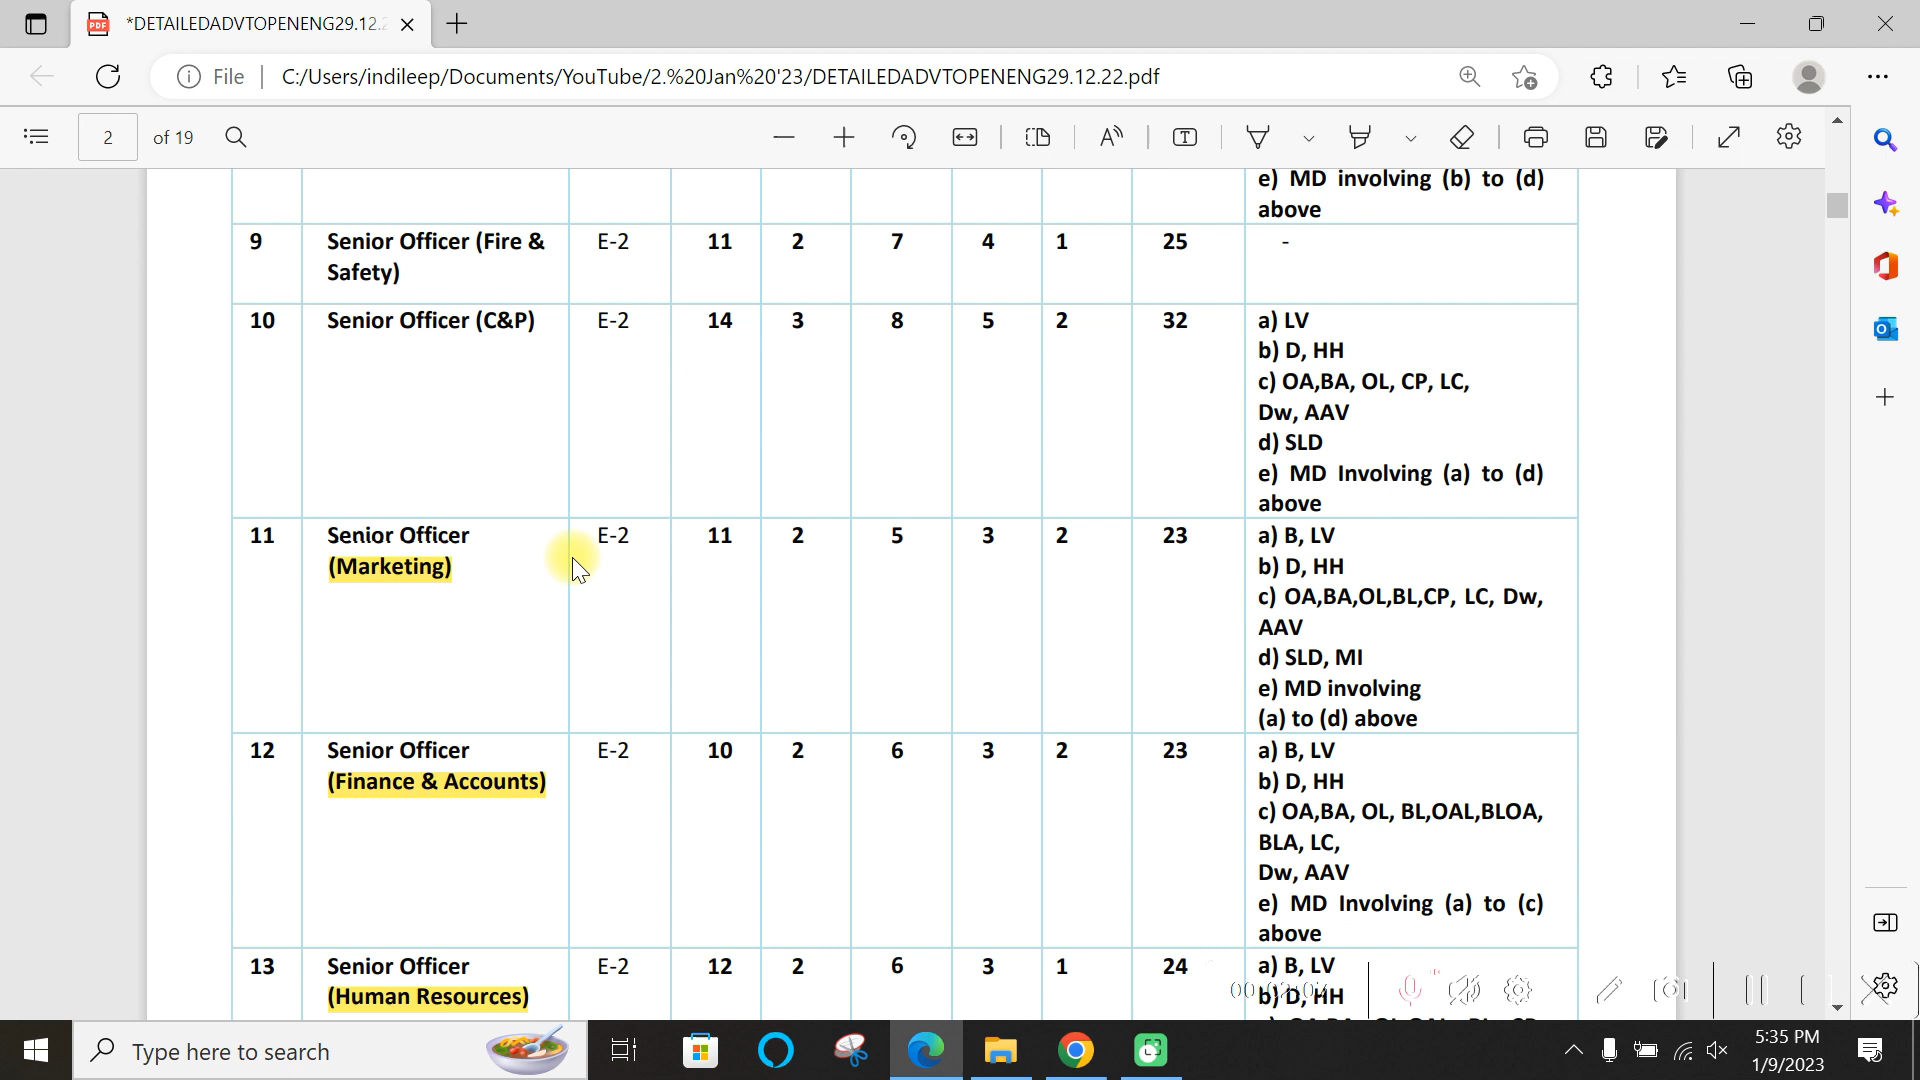 *DETAILEDADVTOPENENG29.12.2
File
C:/Users/indileep/Documents/YouTube/2.%20Jan%20'23/DETAILEDADVTOPENENG29.12.22.pdf
2 of 19
e) MD involving (b) to (d)
above
9 Senior Officer (Fire & E-2 11 2 7 4 1 25 -
Safety)
10 Senior Officer (C&P) E-2 14 3 8 5 2 32 a) LV
b) D, HH
c) OA,BA, OL, CP, LC,
Dw, AAV
d) SLD
e) MD Involving (a) to (d)
above
11 Senior Officer E-2 11 2 5 3 2 23 a) B, LV
(Marketing) b) D, HH
c) OA,BA,OL,BL,CP, LC, Dw,
AAV
d) SLD, MI
e) MD involving
(a) to (d) above
12 Senior Officer E-2 10 2 6 3 2 23 a) B, LV
(Finance & Accounts) b) D, HH
c) OA,BA, OL, BL,OAL,BLOA,
BLA, LC,
Dw, AAV
e) MD Involving (a) to (c)
above
13 Senior Officer E-2 12 2 6 3 1 24 a) B, LV
(Human Resources) b) D, HH
Type here to search
5:35 PM
1/9/2023